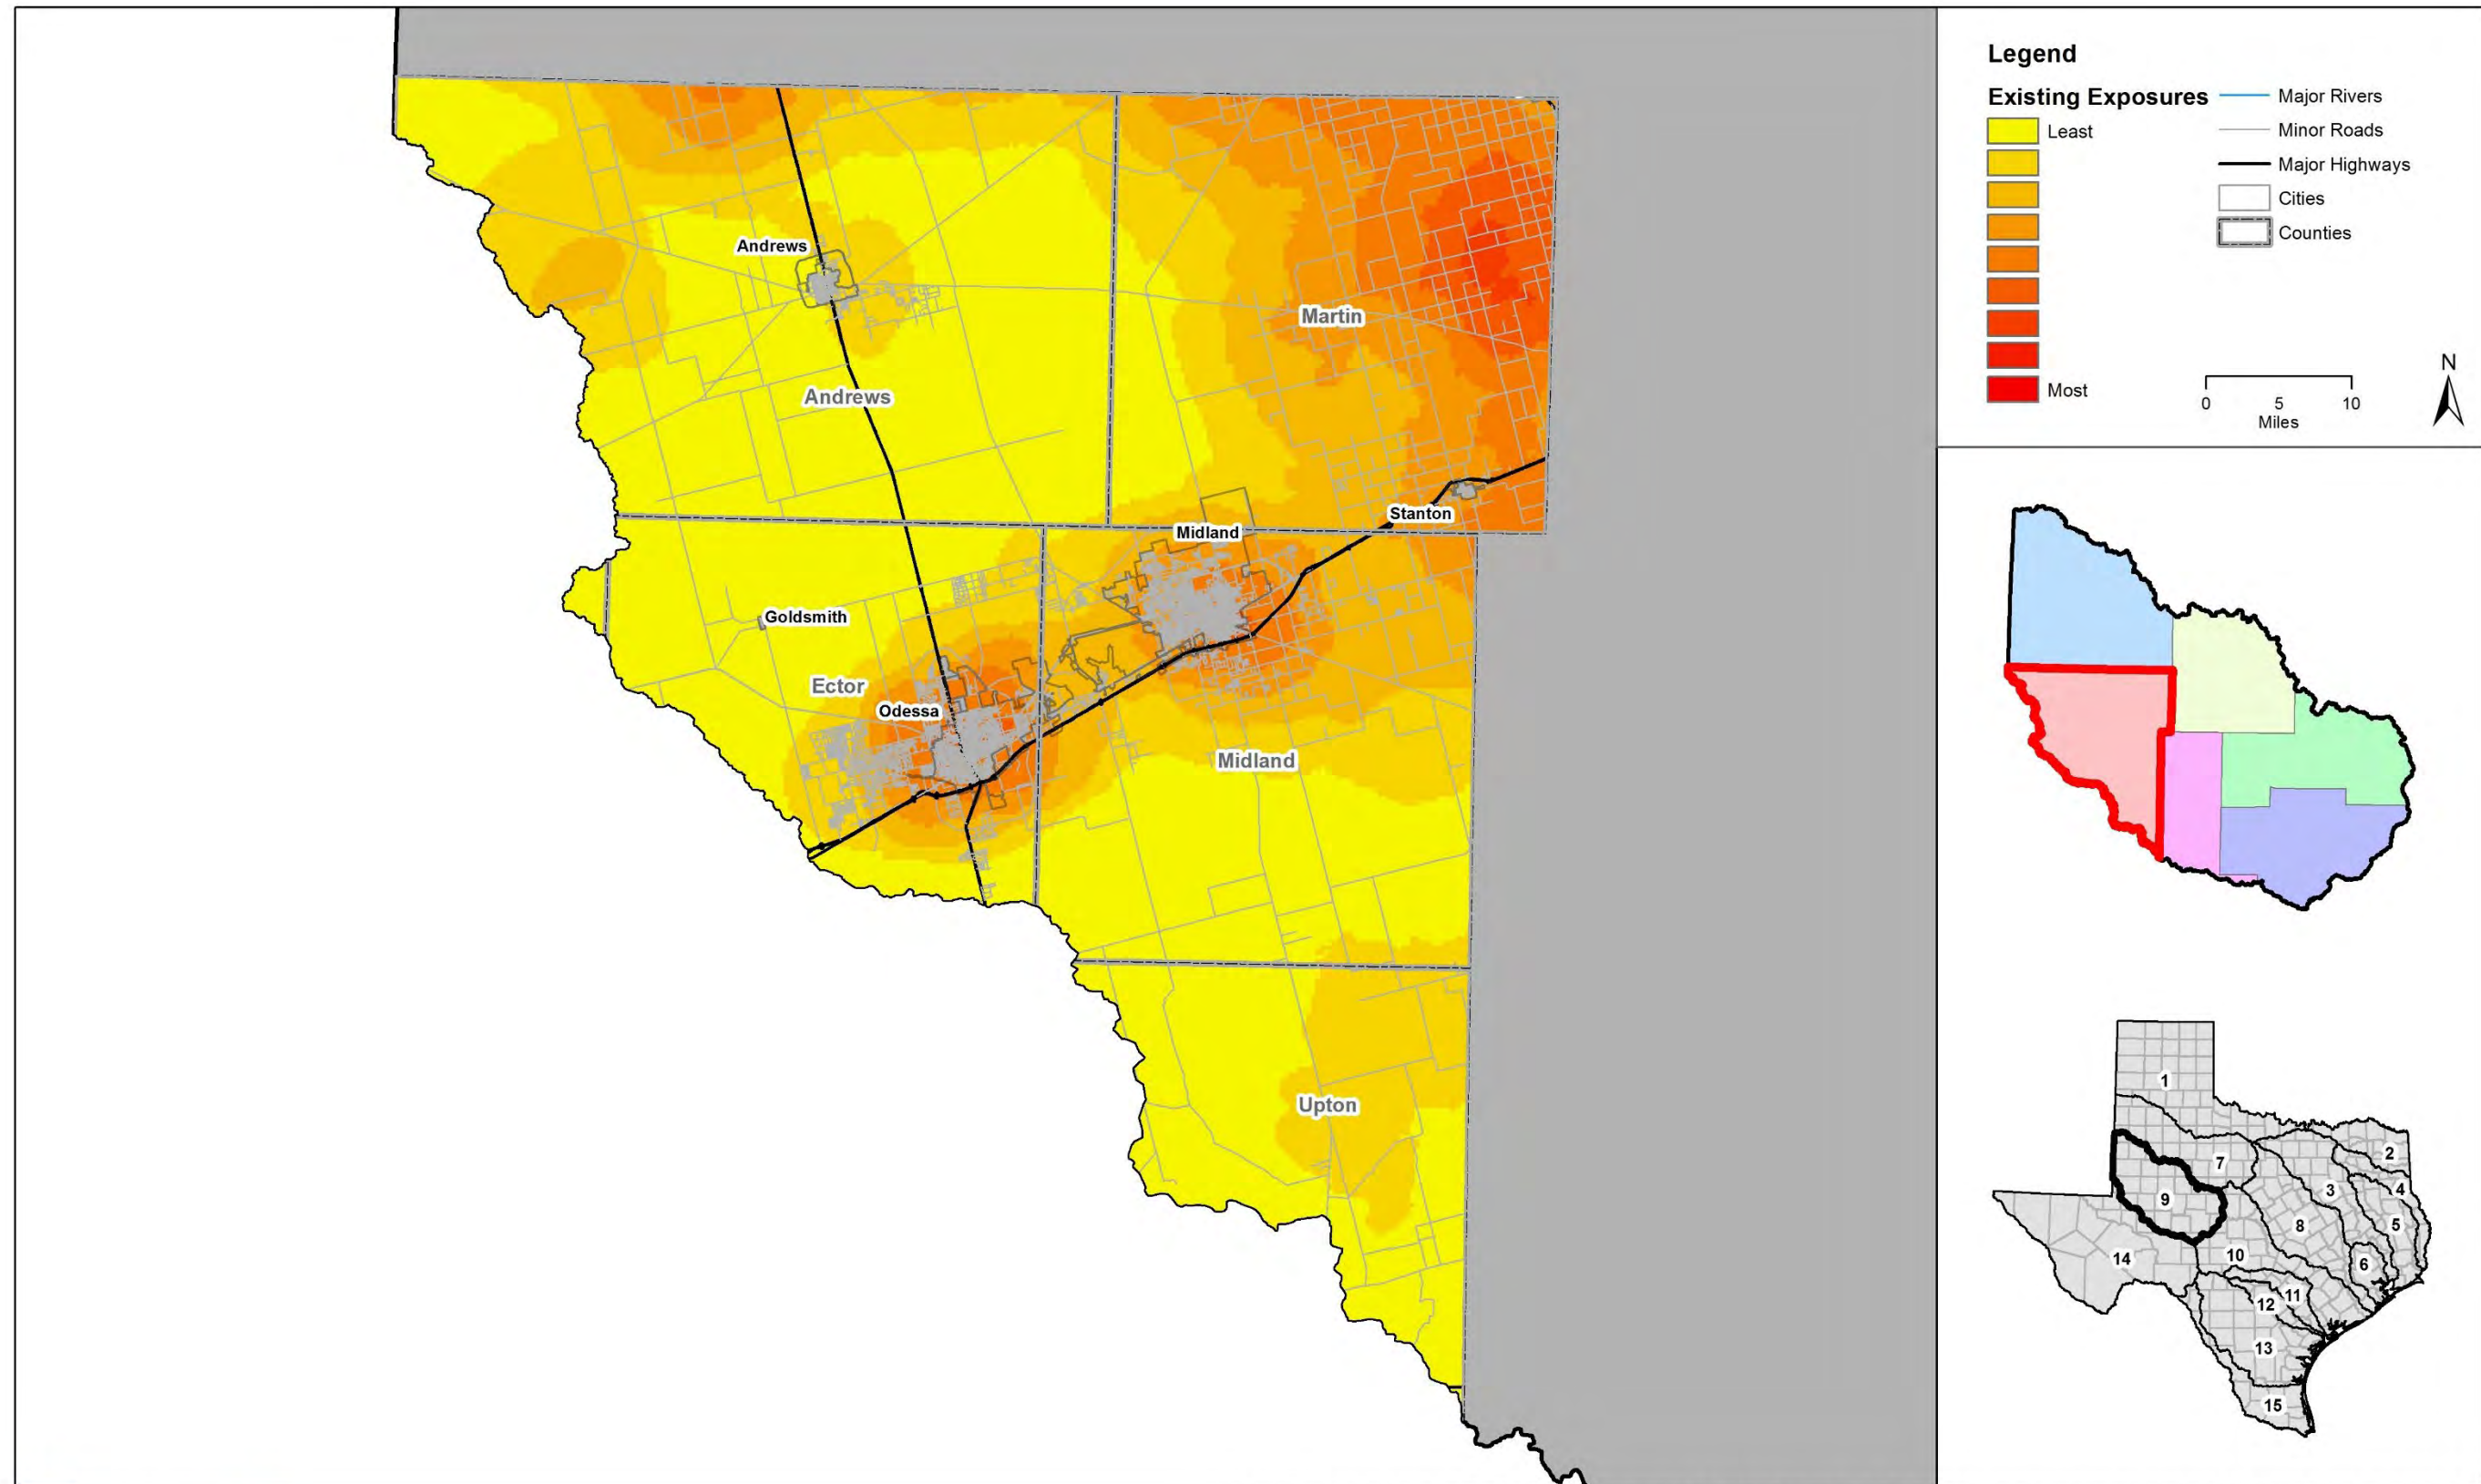 Andrews
Martin
Andrews
Stanton
Midland
Goldsmith
Ector
Odessa
Midland
Upton
Legend
Existing Exposures
Least
Most
Major Rivers
Minor Roads
Major Highways
Cities
Counties
N
0 5 10
Miles
1
2
7
3
4
9
8
5
10
14
6
11
12
13
15